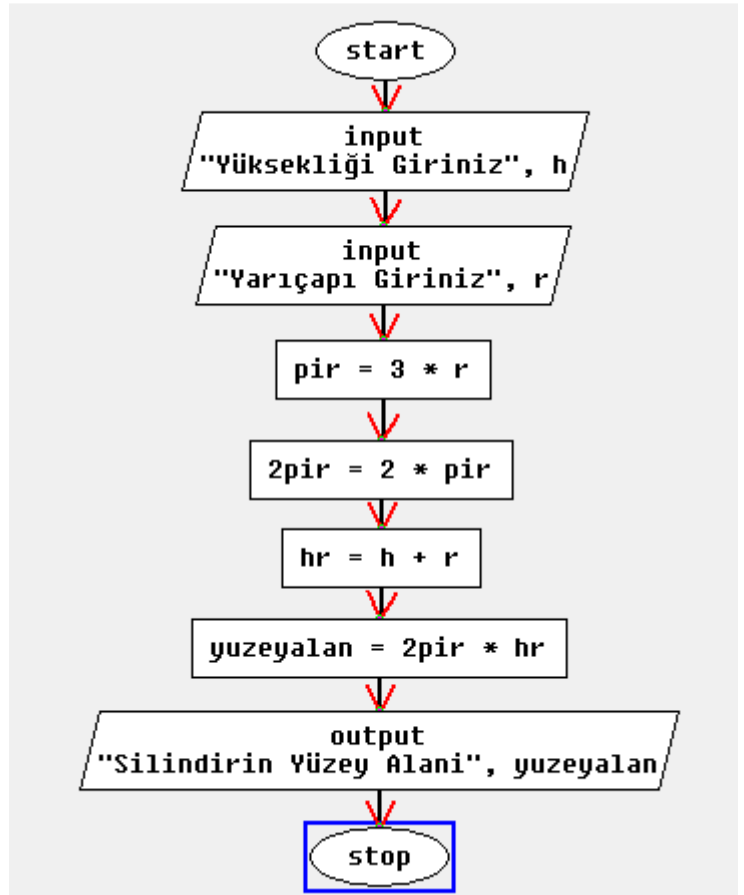 start
input
"Yüksekliği Giriniz", h
input
"Yarıçapı Giriniz", r
pir = 3 * r
2pir = 2 * pir
hr = h + r
yuzeyalan = 2pir * hr
output
"Silindirin Yüzey Alani", yuzeyalan
stop